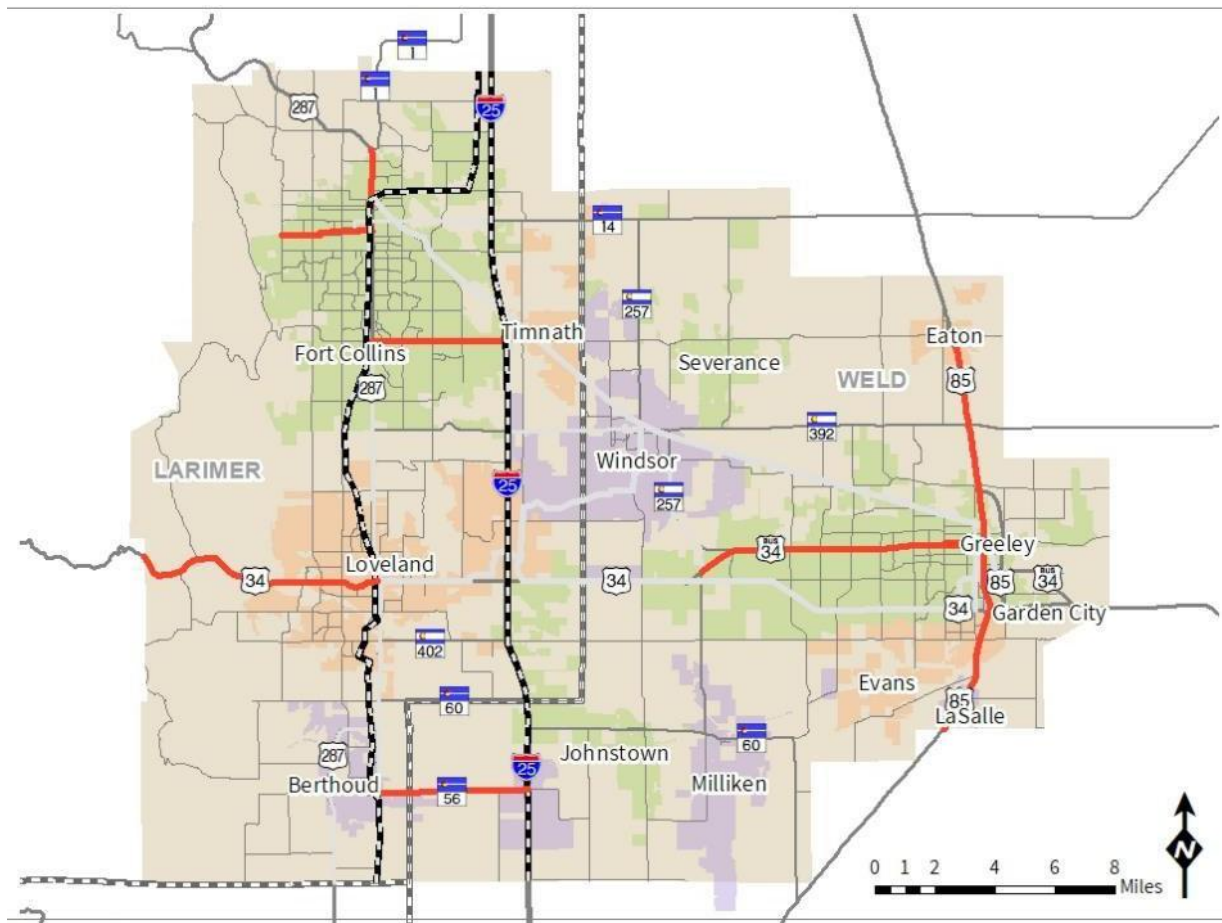 1
1
287
25
14
257
Timnath
Eaton
Fort Collins
Severance
287
WELD
85
392
LARIMER
Windsor
25
257
Loveland
BUS
34
Greeley
34
34
85
BUS
34
34
Garden City
402
Evans
60
85
LaSalle
60
287
Johnstown
25
Berthoud
56
Milliken
N
0 1 2 4 6 8
Miles